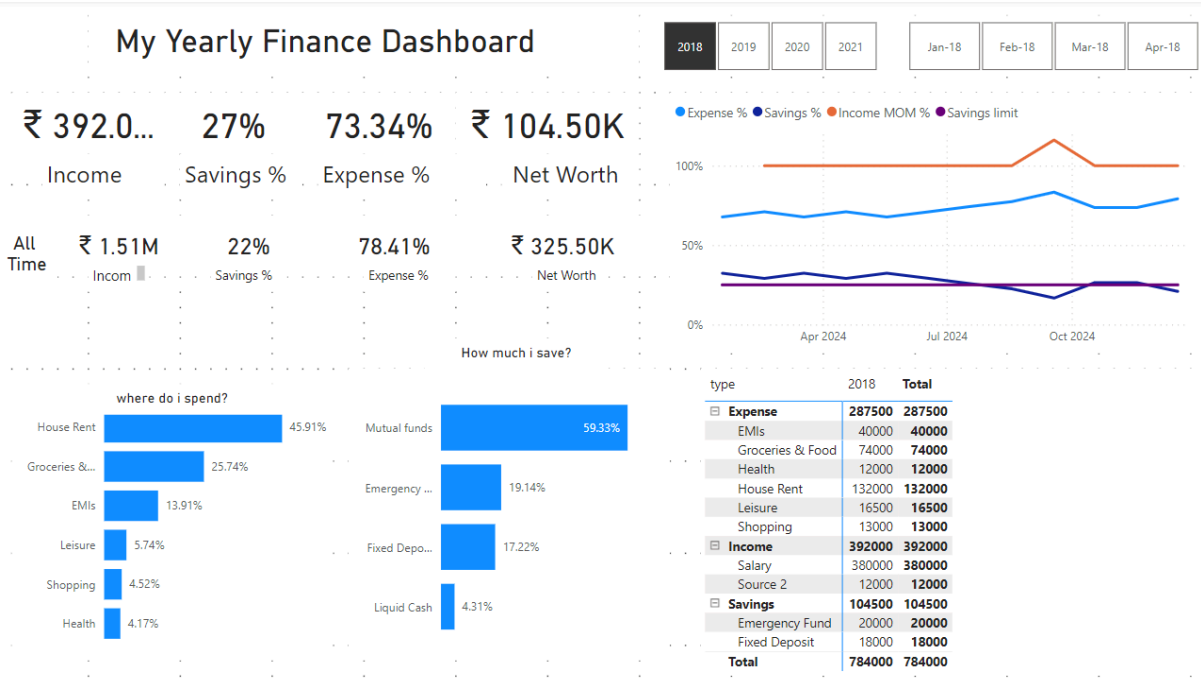 My Yearly Finance Dashboard
2018 2019 2020 2021 Jan-18 Feb-18 Mar-18 Apr-18
₹ 392.0... 27% 73.34% ₹ 104.50K
Income Savings % Expense % Net Worth
All Time
₹ 1.51M 22% 78.41% ₹ 325.50K
Incom Savings % Expense % Net Worth
Expense % Savings % Income MOM % Savings limit
100%
50%
0%
Apr 2024 Jul 2024 Oct 2024
where do i spend?
House Rent 45.91%
Groceries &... 25.74%
EMIs 13.91%
Leisure 5.74%
Shopping 4.52%
Health 4.17%
How much i save?
Mutual funds 59.33%
Emergency ... 19.14%
Fixed Depo... 17.22%
Liquid Cash 4.31%
type 2018 Total
Expense 287500 287500
EMIs 40000 40000
Groceries & Food 74000 74000
Health 12000 12000
House Rent 132000 132000
Leisure 16500 16500
Shopping 13000 13000
Income 392000 392000
Salary 380000 380000
Source 2 12000 12000
Savings 104500 104500
Emergency Fund 20000 20000
Fixed Deposit 18000 18000
Total 784000 784000